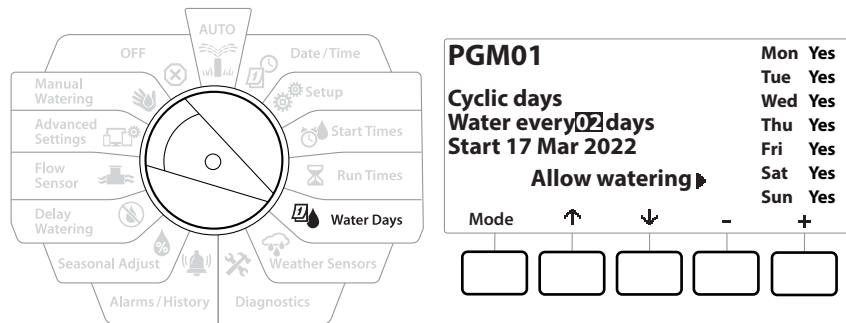 AUTO
Date/Time
Setup
Start Times
Run Times
Water Days
Weather Sensors
Diagnostics
Alarms/History
Seasonal Adjust
Delay
Watering
Flow
Sensor
Advanced
Settings
Manual
Watering
OFF
PGM01
Cyclic days
Water every 02 days
Start 17 Mar 2022
Allow watering
Mon Yes
Tue Yes
Wed Yes
Thu Yes
Fri Yes
Sat Yes
Sun Yes
Mode ↑ ↓ - +